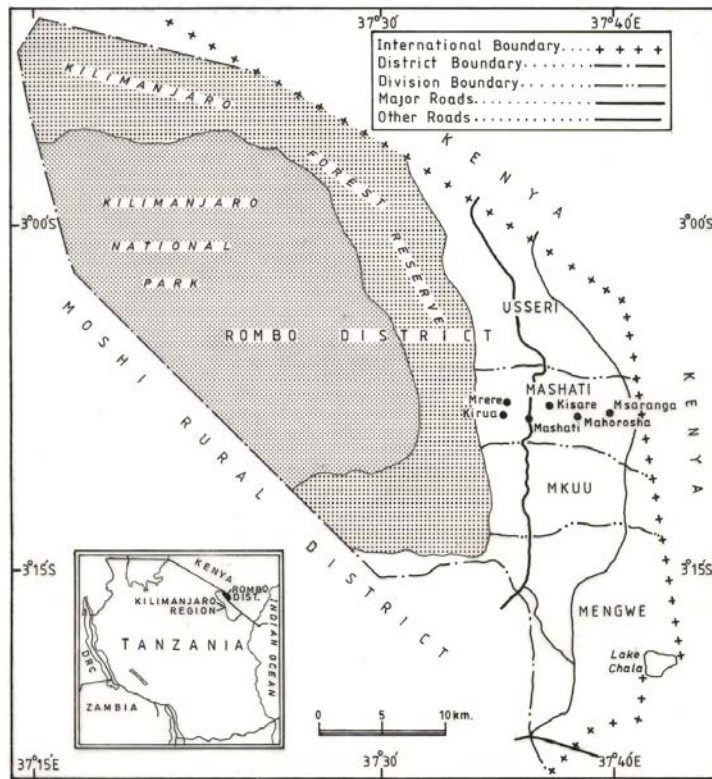 37°30' 37°40'
International Boundary.....
District Boundary.....
Division Boundary.....
Major Roads.....
Other Roads.....
KILIMANJARO
FOREST
RESERVE
KENYA
3°00'S 3°00'S
KILIMANJARO
NATIONAL
PARK
USSERI
ROMBO DISTRICT
MOSHI RURAL DISTRICT
KENYA
MASHATI
Mrere Kisare Msaranga
Kirua Mashati Mahorosha
MKUU
3°15'S 3°15'S
MENGWE
Lake
Chala
KENYA
ROMBO
DIST.
KILIMANJARO
REGION
INDIAN OCEAN
TANZANIA
DRC
ZAMBIA
0 5 10 km.
37°15'E 37°30' 37°40'